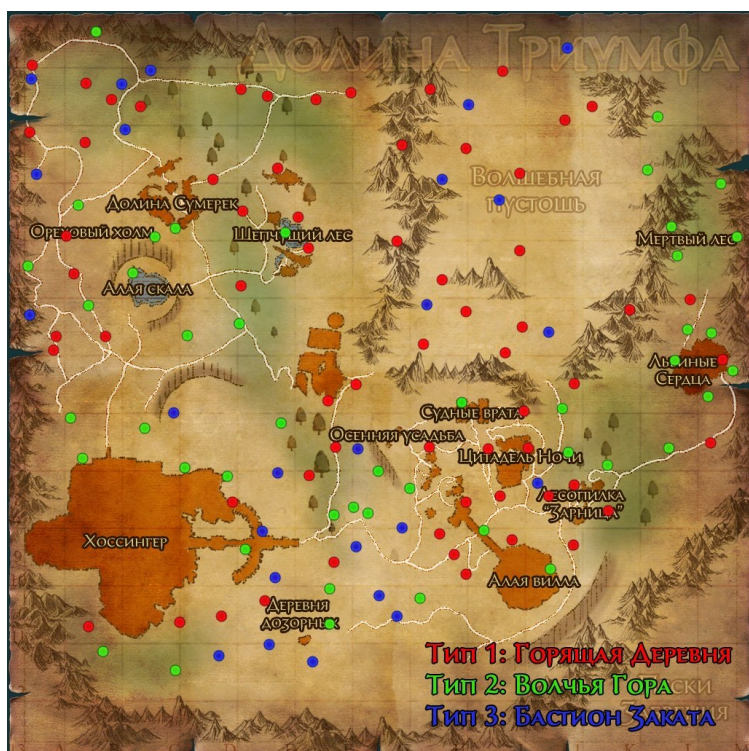 Долина Триумфа
Волшебная
пустошь
Долина Сумерек
Ореховый холм
Шепчущий лес
Мертвый лес
Алая скала
Львиные
Сердца
Судные врата
Осенняя усадьба
Цитадель Ночи
Лесопилка
"Зарница"
Хоссингер
Алая вилла
Деревня
дозорных
Тип 1: Горящая Деревня
Тип 2: Волчья Гора
Тип 3: Бастион Заката